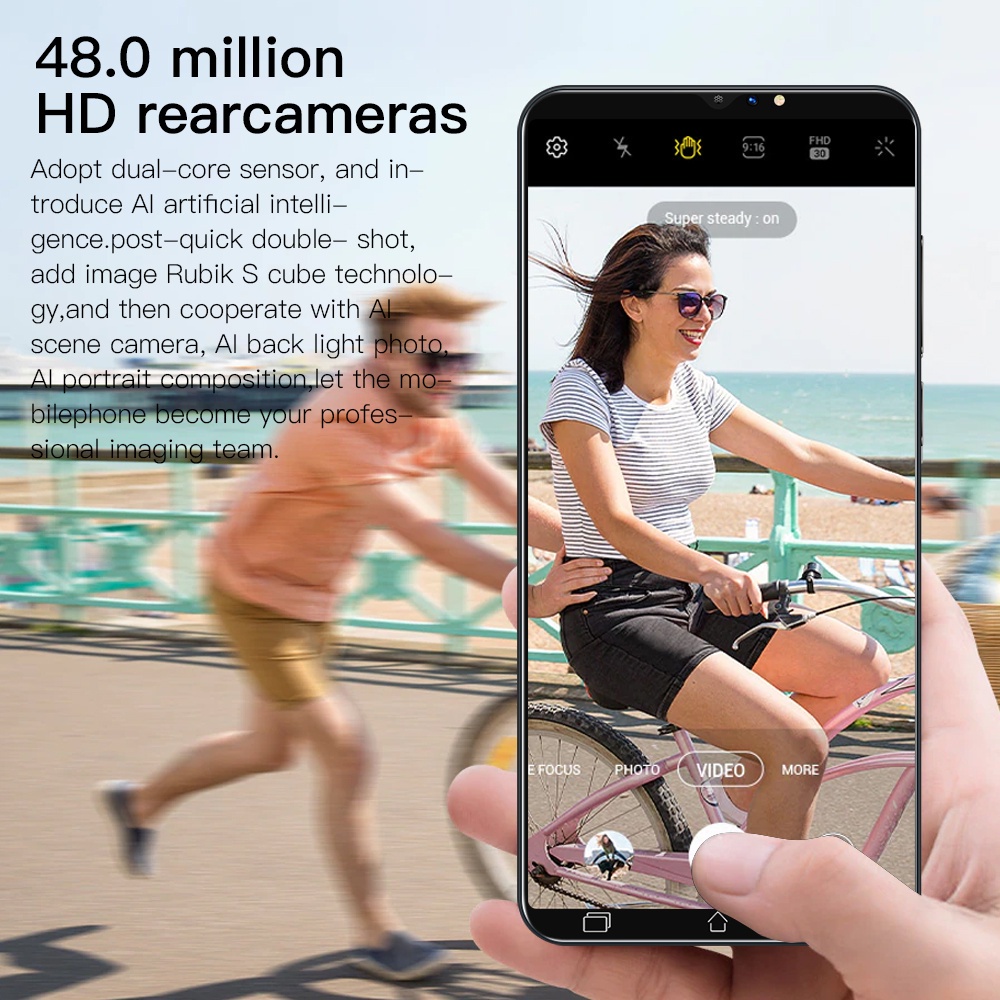 48.0 million
HD rearcameras
Adopt dual-core sensor, and in-
troduce AI artificial intelli-
gence.post-quick double- shot,
add image Rubik S cube technolo-
gy,and then cooperate with AI
scene camera, AI back light photo,
AI portrait composition,let the mo-
bilephone become your profes-
sional imaging team.
9:16
FHD
30
Super steady : on
E FOCUS PHOTO VIDEO MORE